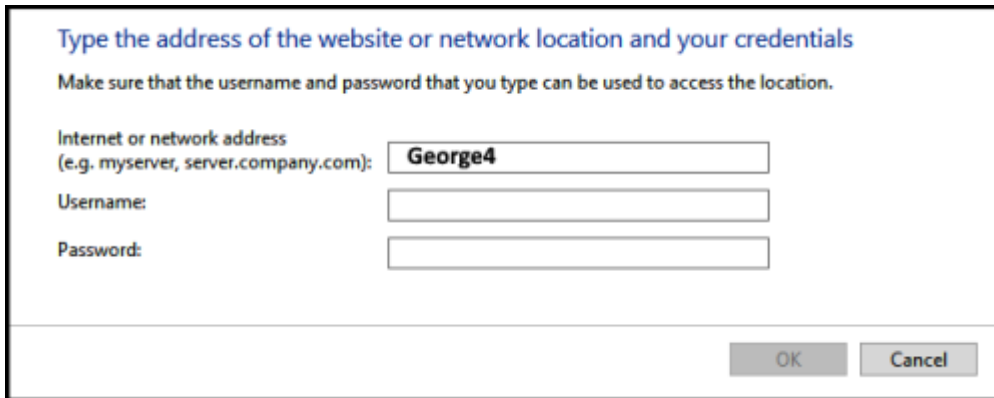 Type the address of the website or network location and your credentials
Make sure that the username and password that you type can be used to access the location.
Internet or network address
(e.g. myserver, server.company.com): George4
Username:
Password:
OK Cancel